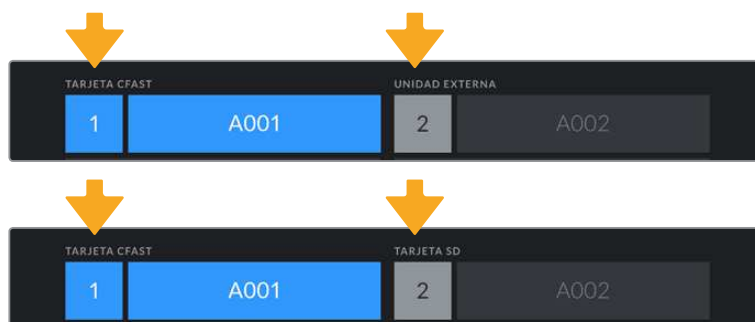 TARJETA CFAST UNIDAD EXTERNA
1 A001 2 A002
TARJETA CFAST TARJETA SD
1 A001 2 A002